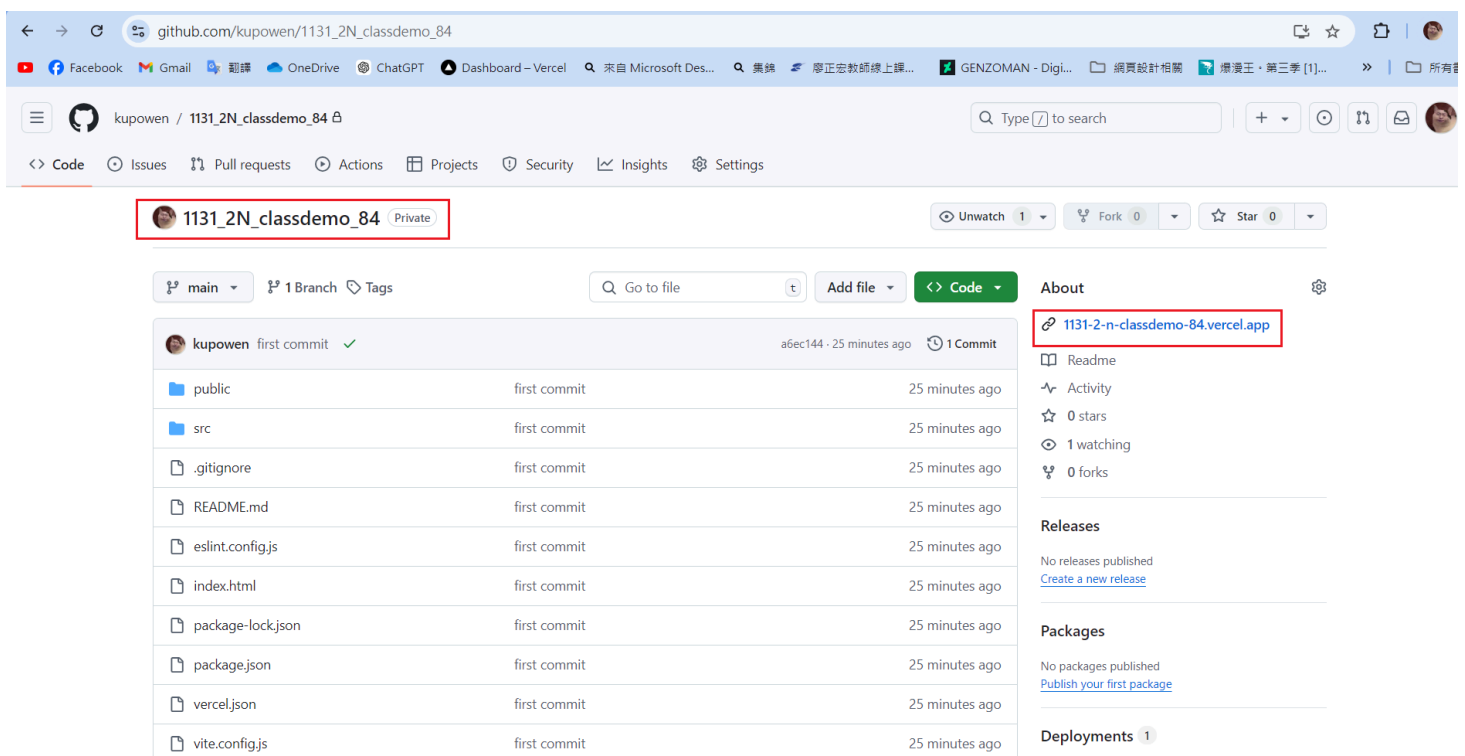 github.com/kupowen/1131_2N_classdemo_84
Facebook Gmail 翻譯 OneDrive ChatGPT Dashboard – Vercel 來自 Microsoft Des... 集錦 廖正宏教師線上課... GENZOMAN - Digi... 網頁設計相關 爆漫王・第三季 [1]... » 所有書
kupowen / 1131_2N_classdemo_84 Type / to search
Code Issues Pull requests Actions Projects Security Insights Settings
1131_2N_classdemo_84 Private Unwatch 1 Fork 0 Star 0
main 1 Branch Tags Go to file t Add file Code
kupowen first commit a6ec144 · 25 minutes ago 1 Commit
public first commit 25 minutes ago
src first commit 25 minutes ago
.gitignore first commit 25 minutes ago
README.md first commit 25 minutes ago
eslint.config.js first commit 25 minutes ago
index.html first commit 25 minutes ago
package-lock.json first commit 25 minutes ago
package.json first commit 25 minutes ago
vercel.json first commit 25 minutes ago
vite.config.js first commit 25 minutes ago
About
1131-2-n-classdemo-84.vercel.app
Readme
Activity
0 stars
1 watching
0 forks
Releases
No releases published
Create a new release
Packages
No packages published
Publish your first package
Deployments 1